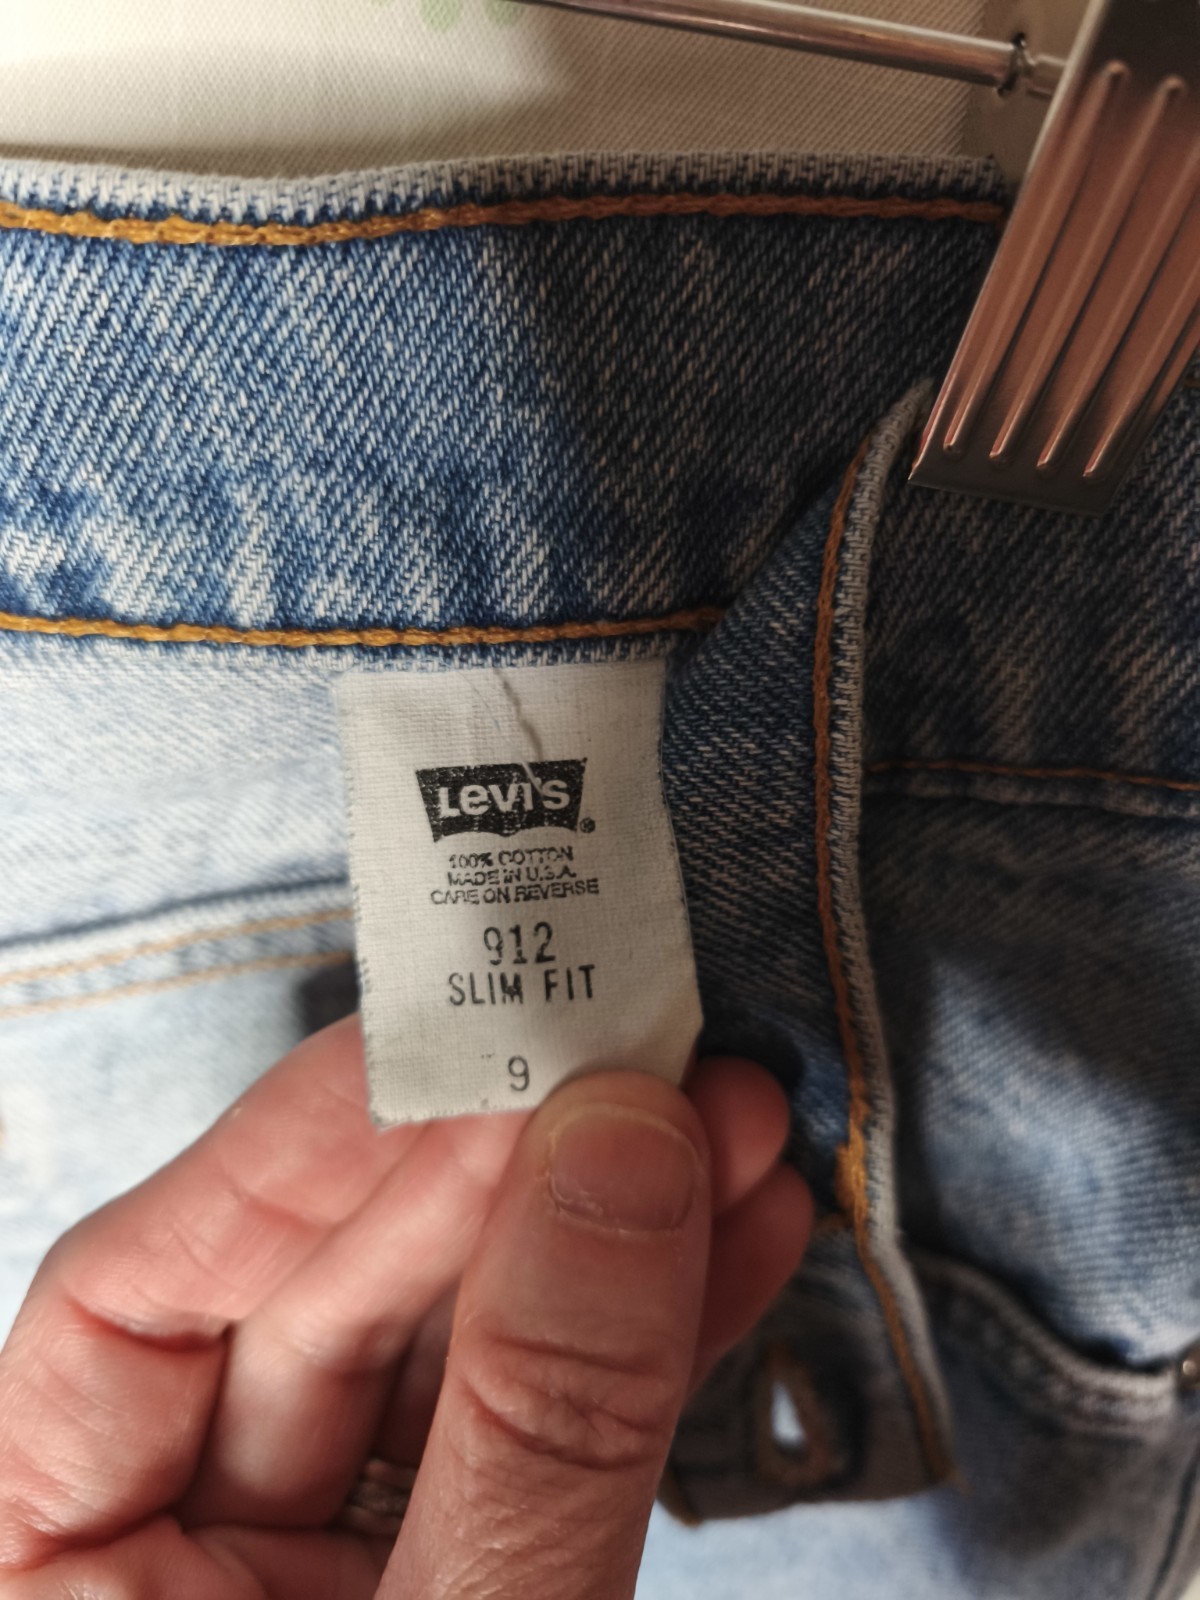 Levi's®
100% COTTON
MADE IN U.S.A.
CARE ON REVERSE
912
SLIM FIT
9